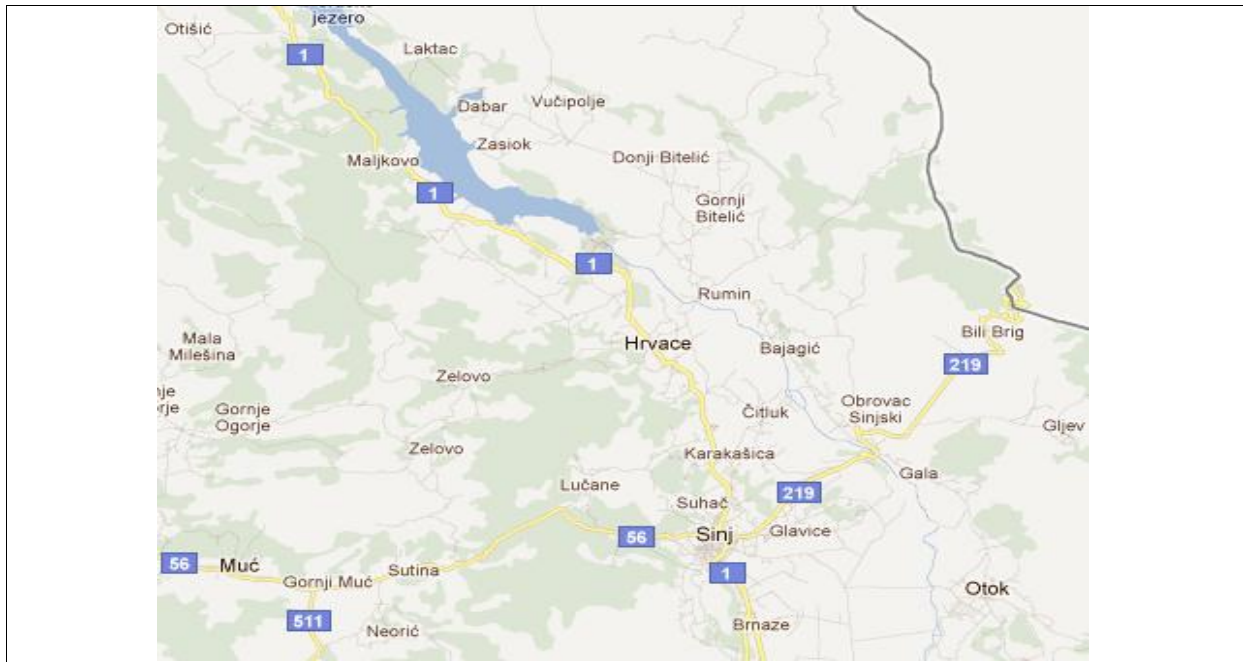 jezero
Otišić
1
Laktac
Dabar
Vučipolje
Zasiok
Maljkovo
Donji Bitelić
1
Gornji
Bitelić
1
Rumin
Bili Brig
Mala
Milešina
Hrvace
Bajagić
219
Zelovo
Obrovac
Sinjski
Gornje
Ogorje
Čitluk
Gljev
Zelovo
Karakašica
Gala
Lučane
219
Suhač
Glavice
56
Sinj
56
Muć
Gornji Muć
Sutina
1
Otok
511
Neorić
Brnaze